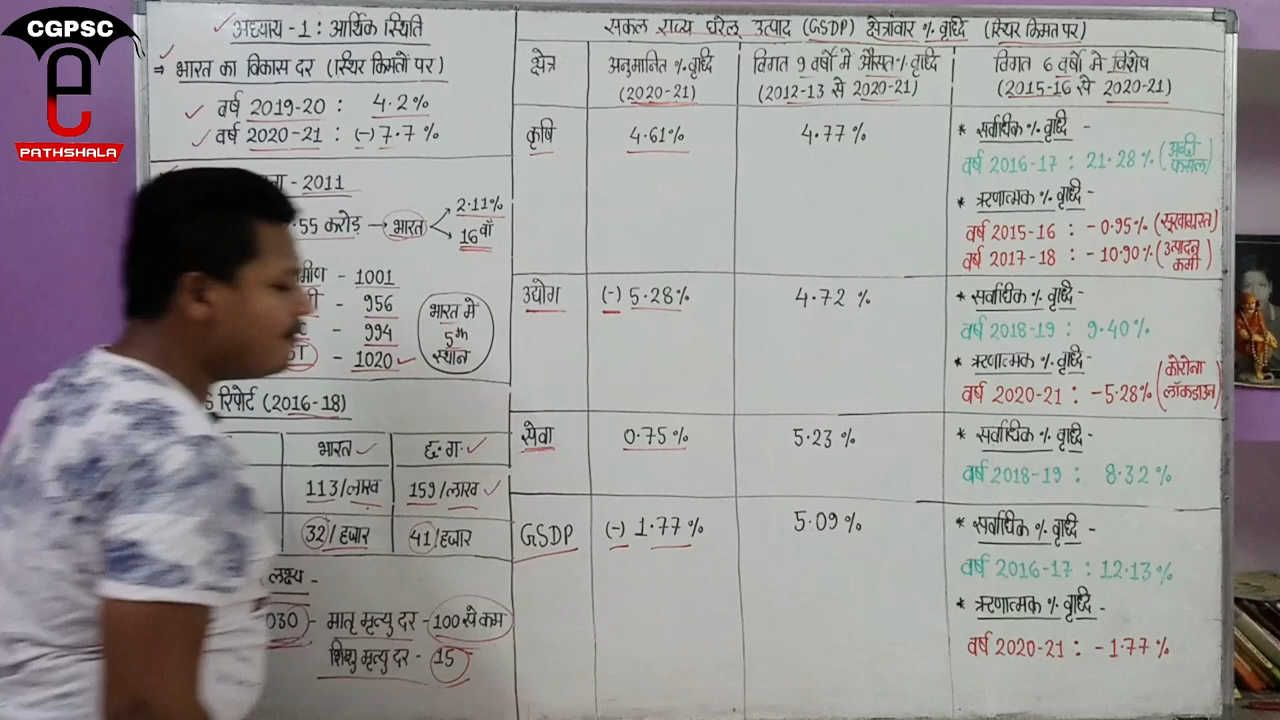 CGPSC
e
PATHSHALA
अध्याय - 1 : आर्थिक स्थिति
⇒ भारत का विकास दर (स्थिर किमतों पर)
वर्ष 2019-20 : 4.2%
वर्ष 2020-21 : (-) 7.7%
- 2011
.55 करोड़ → भारत
2.11%
16वाँ
मीण - 1001
- 956
- 994
- 1020
भारत में
5th
स्थान
रिपोर्ट (2016-18)
भारत
छ.ग.
113/लाख
159/लाख
32/हजार
41/हजार
लक्ष्य -
030 - मातृ मृत्यु दर - 100 से कम
शिशु मृत्यु दर - 15
सकल राज्य घरेलू उत्पाद (GSDP) क्षेत्रांवार % वृध्दि (स्थिर किमत पर)
क्षेत्र
अनुमानित % वृध्दि
(2020-21)
विगत 9 वर्षों में औसत % वृध्दि
(2012-13 से 2020-21)
विगत 6 वर्षों में विशेष
(2015-16 से 2020-21)
कृषि
4.61%
4.77 %
* सर्वाधिक % वृध्दि -
वर्ष 2016-17 : 21.28% (अच्छी
फसल)
* ऋणात्मक % वृध्दि -
वर्ष 2015-16 : - 0.95% (सूखाग्रस्त)
वर्ष 2017-18 : - 10.90% (उत्पादन
कमी)
उद्योग
(-) 5.28%
4.72 %
* सर्वाधिक % वृध्दि -
वर्ष 2018-19 : 9.40%
* ऋणात्मक % वृध्दि -
वर्ष 2020-21 : -5.28% (कोरोना
लॉकडाउन)
सेवा
0.75 %
5.23 %
* सर्वाधिक % वृध्दि -
वर्ष 2018-19 : 8.32 %
GSDP
(-) 1.77 %
5.09 %
* सर्वाधिक % वृध्दि -
वर्ष 2016-17 : 12.13%
* ऋणात्मक % वृध्दि -
वर्ष 2020-21 : - 1.77 %